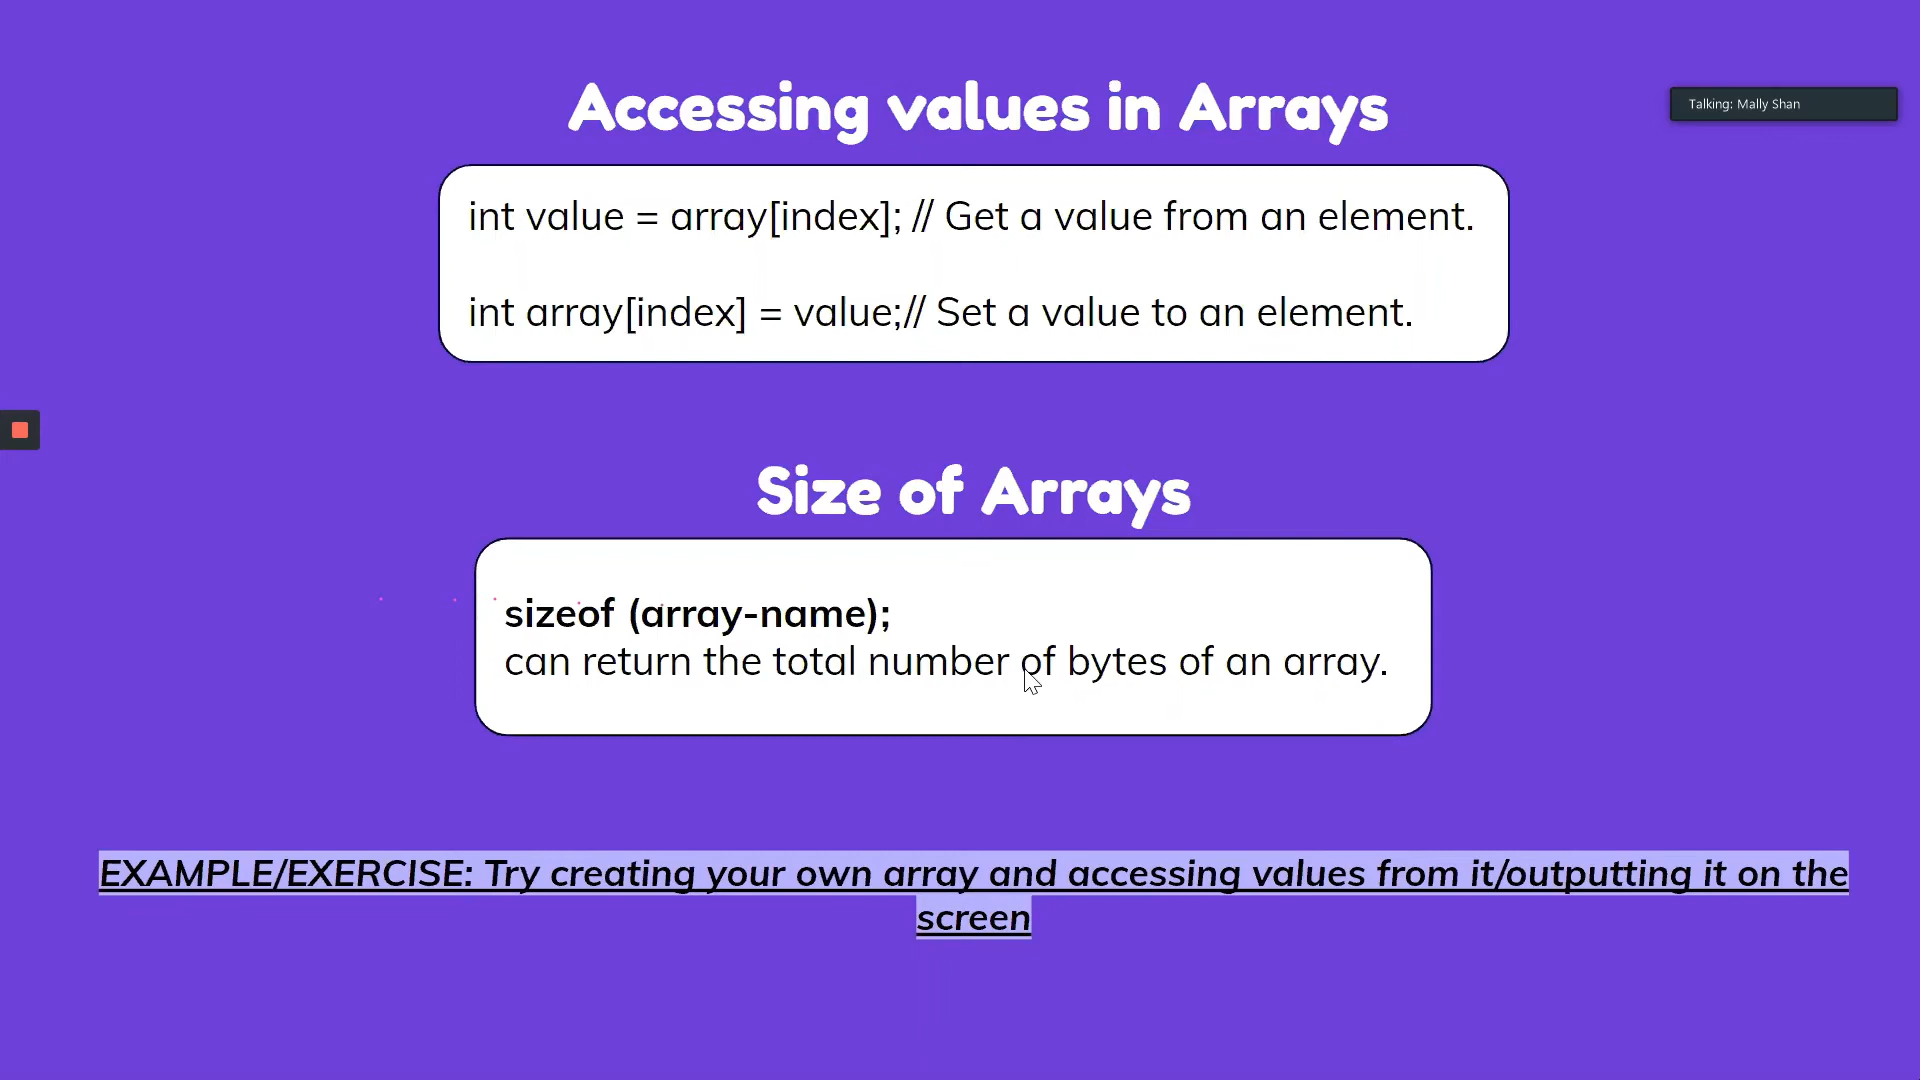 Accessing values in Arrays
Talking: Mally Shan
int value = array[index]; // Get a value from an element.
int array[index] = value;// Set a value to an element.
Size of Arrays
sizeof (array-name);
can return the total number of bytes of an array.
EXAMPLE/EXERCISE: Try creating your own array and accessing values from it/outputting it on the
screen